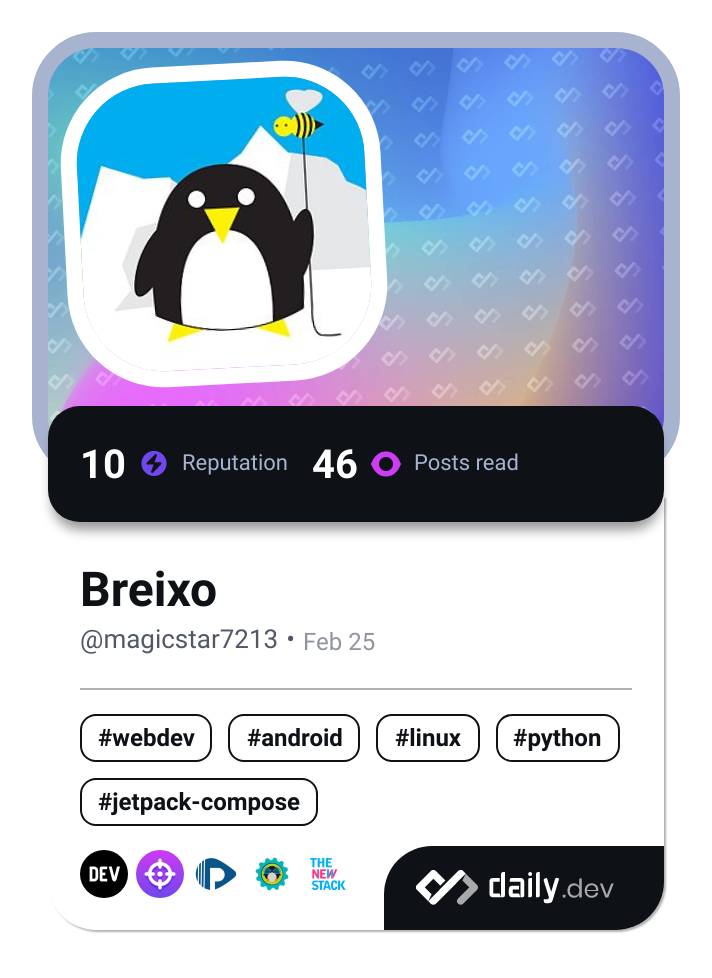 10 Reputation 46 Posts read
Breixo
@magicstar7213 • Feb 25
#webdev #android #linux #python
#jetpack-compose
DEV
THE
NEW
STACK
daily.dev